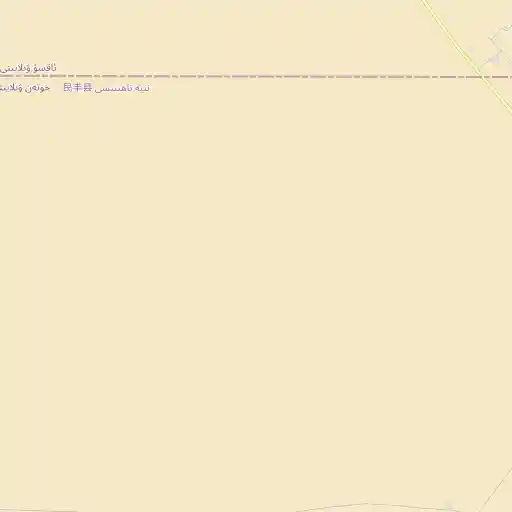 ئاقسۇ ۋىلايىتى
خوتەن ۋىلايىتى
民丰县 نىيە ناھىيىسى